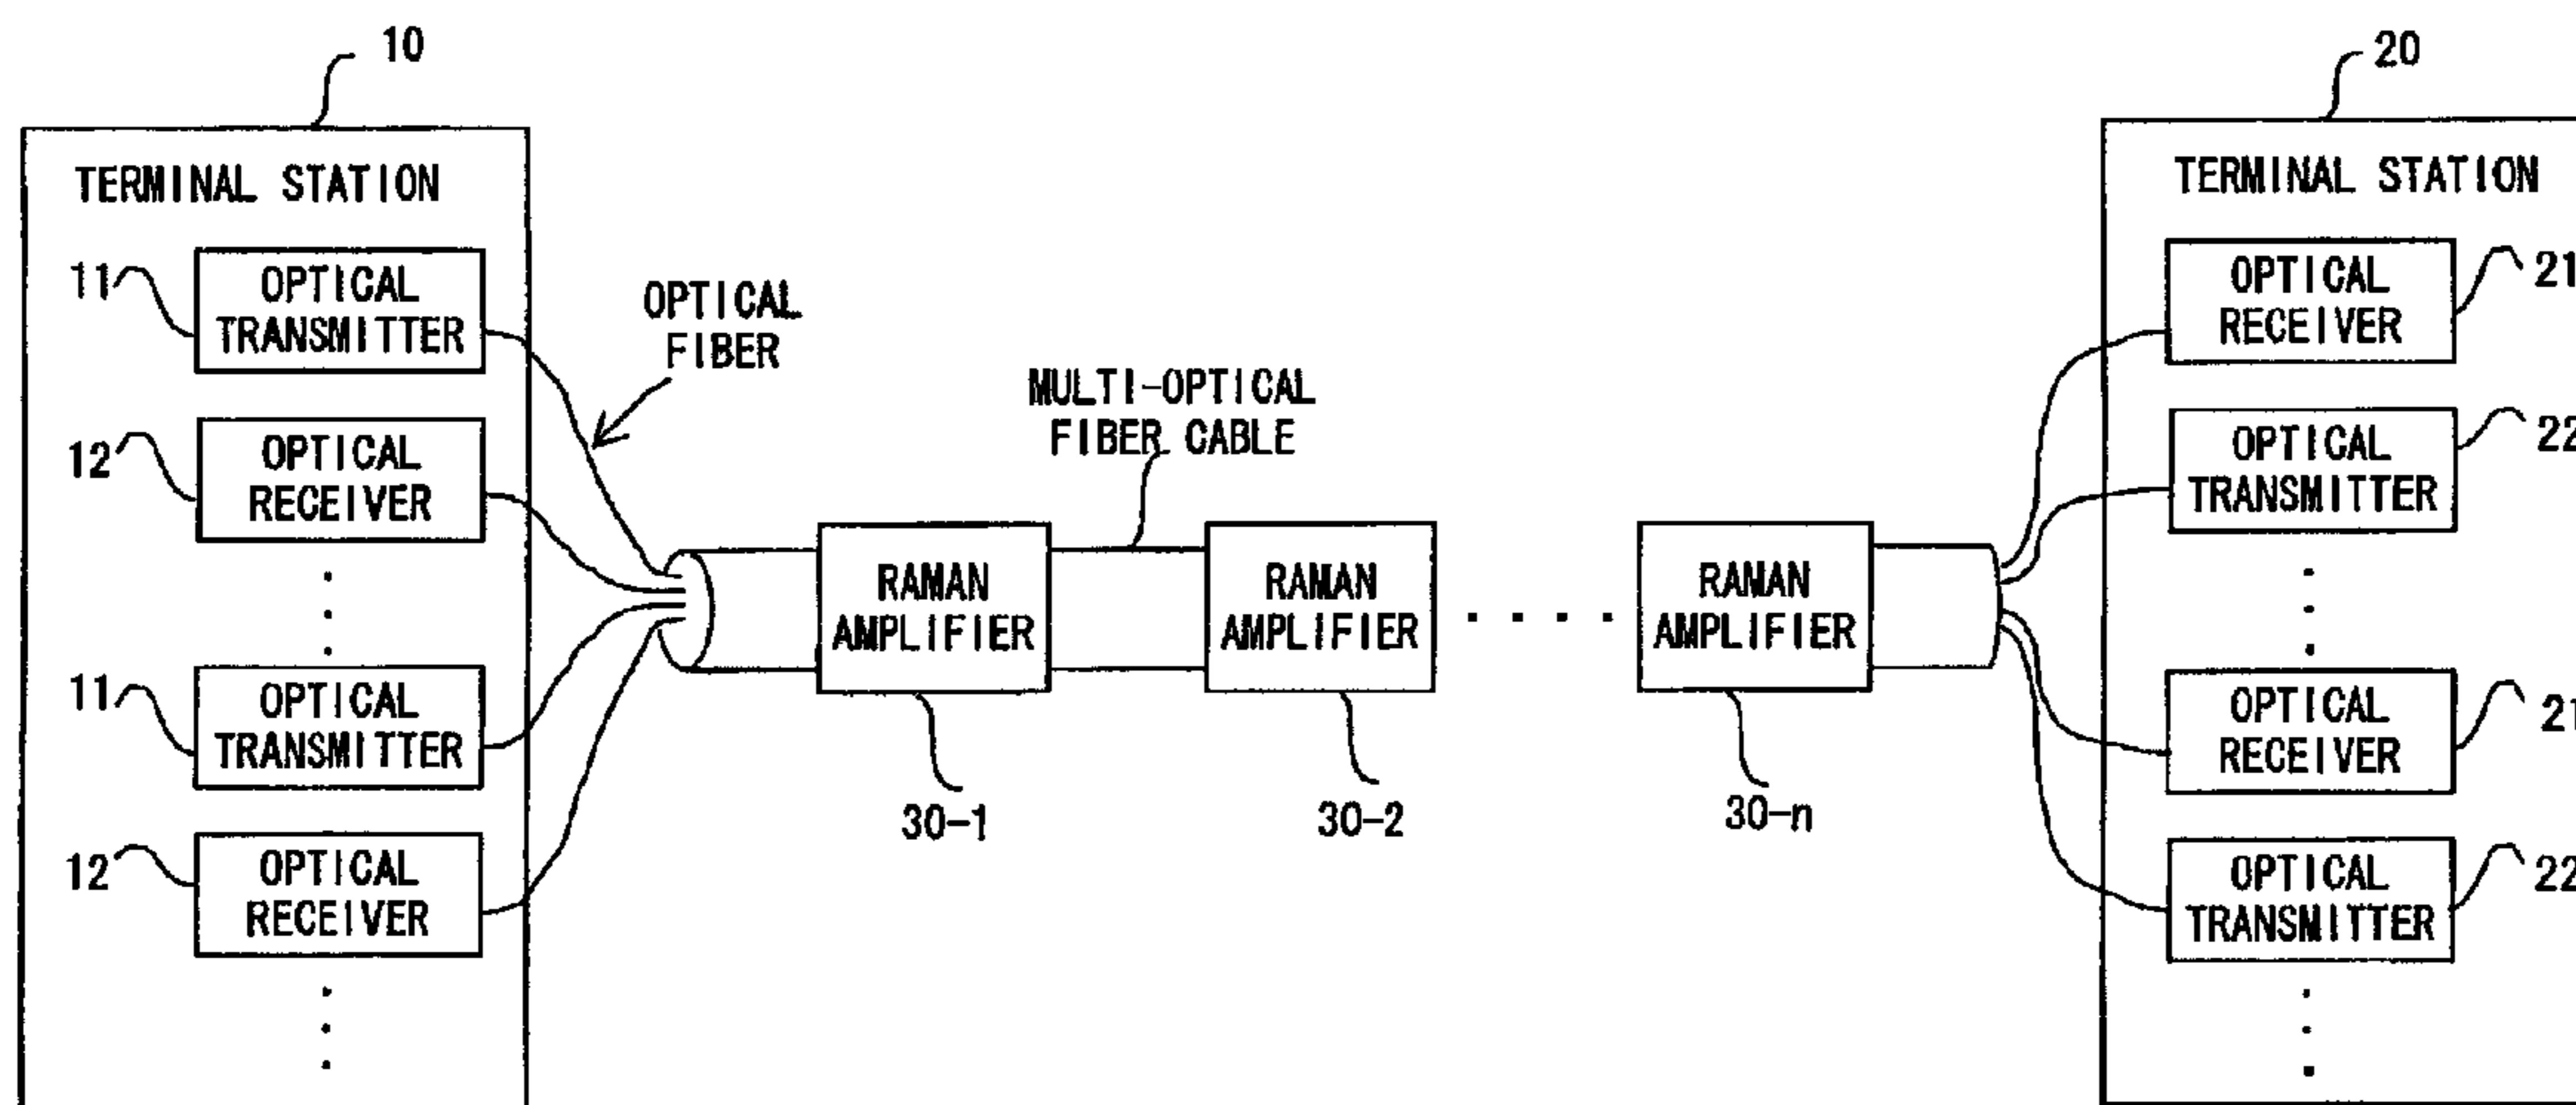 10
TERMINAL STATION
11
OPTICAL
TRANSMITTER
12
OPTICAL
RECEIVER
11
OPTICAL
TRANSMITTER
12
OPTICAL
RECEIVER
OPTICAL
FIBER
MULTI-OPTICAL
FIBER CABLE
RAMAN
AMPLIFIER
30-1
RAMAN
AMPLIFIER
30-2
RAMAN
AMPLIFIER
30-n
20
TERMINAL STATION
OPTICAL
RECEIVER
21
OPTICAL
TRANSMITTER
22
OPTICAL
RECEIVER
21
OPTICAL
TRANSMITTER
22